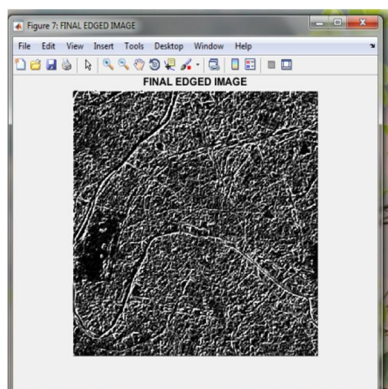 Figure 7: FINAL EDGED IMAGE
File Edit View Insert Tools Desktop Window Help
FINAL EDGED IMAGE